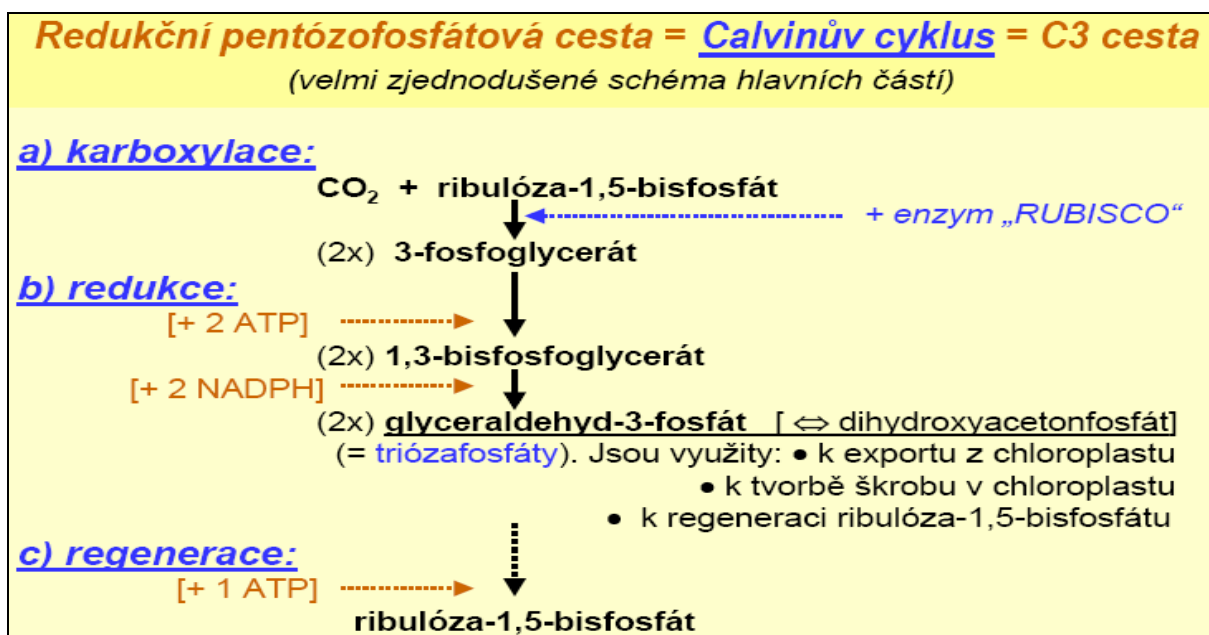 Redukční pentózofosfátová cesta = Calvinův cyklus = C3 cesta
(velmi zjednodušené schéma hlavních částí)
a) karboxylace:
CO₂ + ribulóza-1,5-bisfosfát
+ enzym „RUBISCO“
(2x) 3-fosfoglycerát
b) redukce:
[+ 2 ATP]
(2x) 1,3-bisfosfoglycerát
[+ 2 NADPH]
(2x) glyceraldehyd-3-fosfát [ ⇔ dihydroxyacetonfosfát]
(= triózafosfáty). Jsou využity: ● k exportu z chloroplastu
● k tvorbě škrobu v chloroplastu
● k regeneraci ribulóza-1,5-bisfosfátu
c) regenerace:
[+ 1 ATP]
ribulóza-1,5-bisfosfát